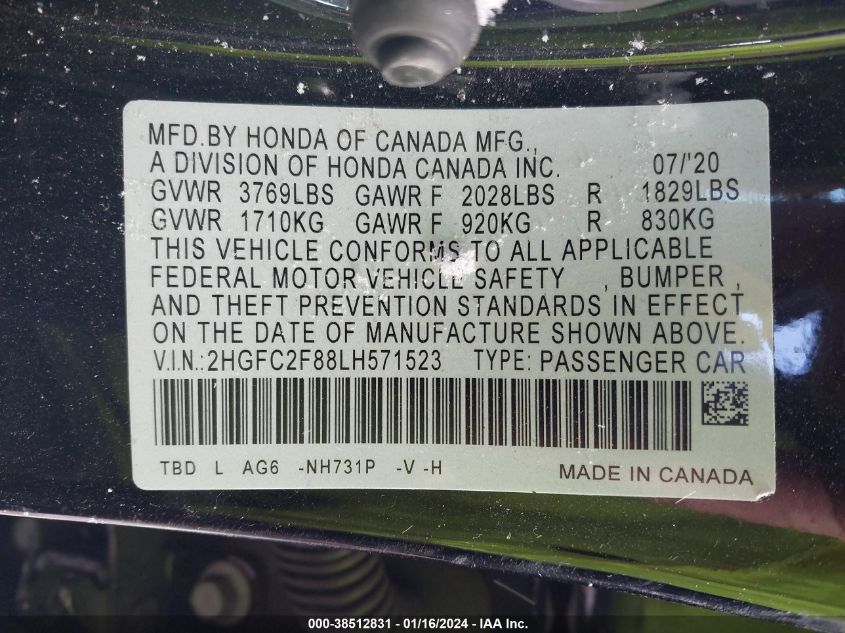 MFD.BY HONDA OF CANADA MFG.,
A DIVISION OF HONDA CANADA INC. 07/'20
GVWR 3769LBS GAWR F 2028LBS R 1829LBS
GVWR 1710KG GAWR F 920KG R 830KG
THIS VEHICLE CONFORMS TO ALL APPLICABLE
FEDERAL MOTOR VEHICLE SAFETY , BUMPER ,
AND THEFT PREVENTION STANDARDS IN EFFECT
ON THE DATE OF MANUFACTURE SHOWN ABOVE.
V.I.N.: 2HGFC2F88LH571523 TYPE: PASSENGER CAR
TBD L AG6 -NH731P -V -H MADE IN CANADA
000-38512831 - 01/16/2024 - IAA Inc.